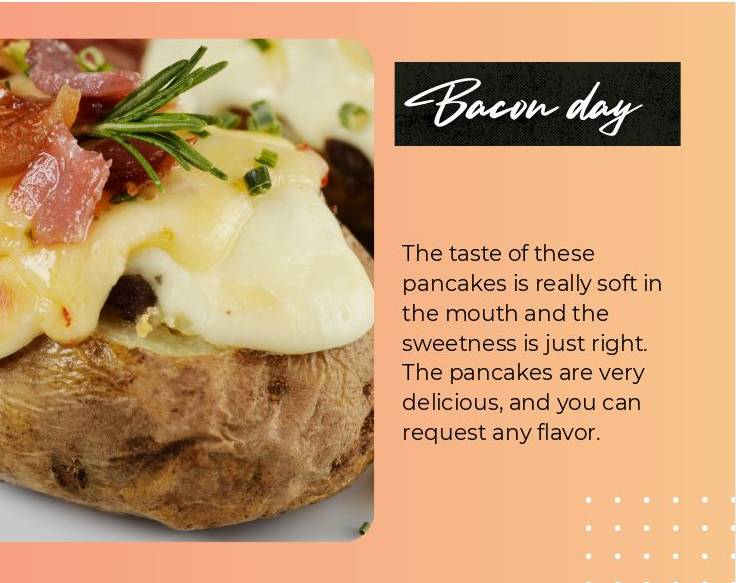 Bacon day
The taste of these
pancakes is really soft in
the mouth and the
sweetness is just right.
The pancakes are very
delicious, and you can
request any flavor.